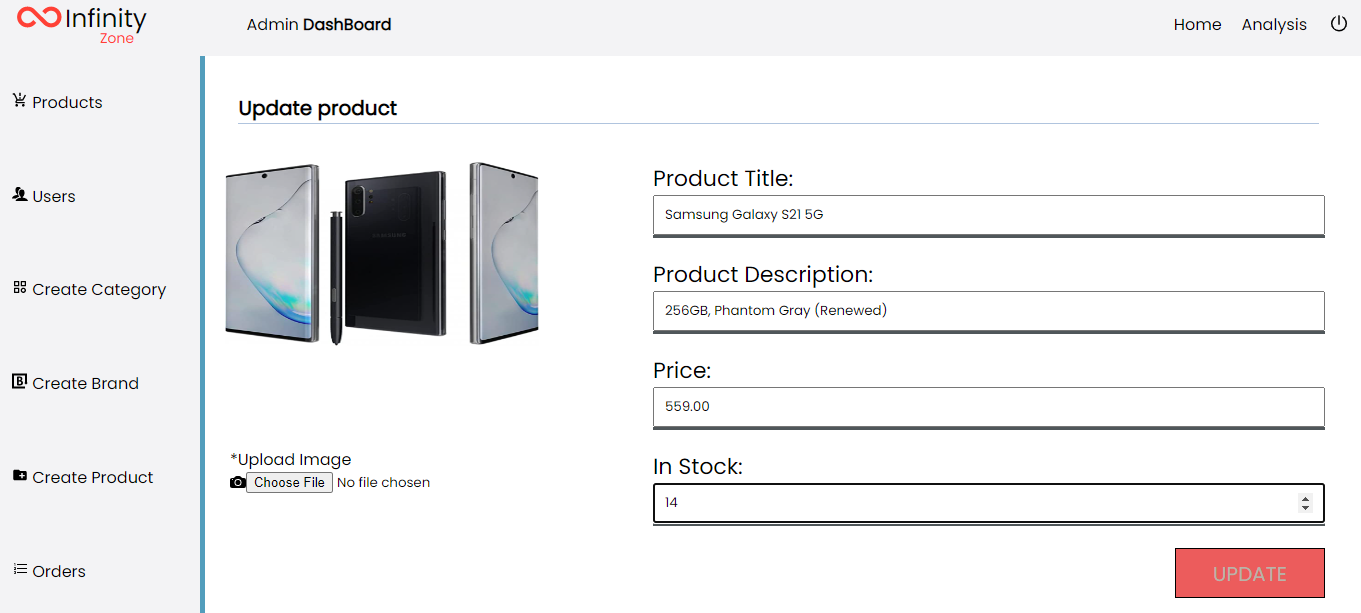 Infinity
Zone
Admin DashBoard
Home Analysis
Products
Users
Create Category
Create Brand
Create Product
Orders
Update product
SAMSUNG
*Upload Image
Choose File No file chosen
Product Title:
Samsung Galaxy S21 5G
Product Description:
256GB, Phantom Gray (Renewed)
Price:
559.00
In Stock:
14
UPDATE